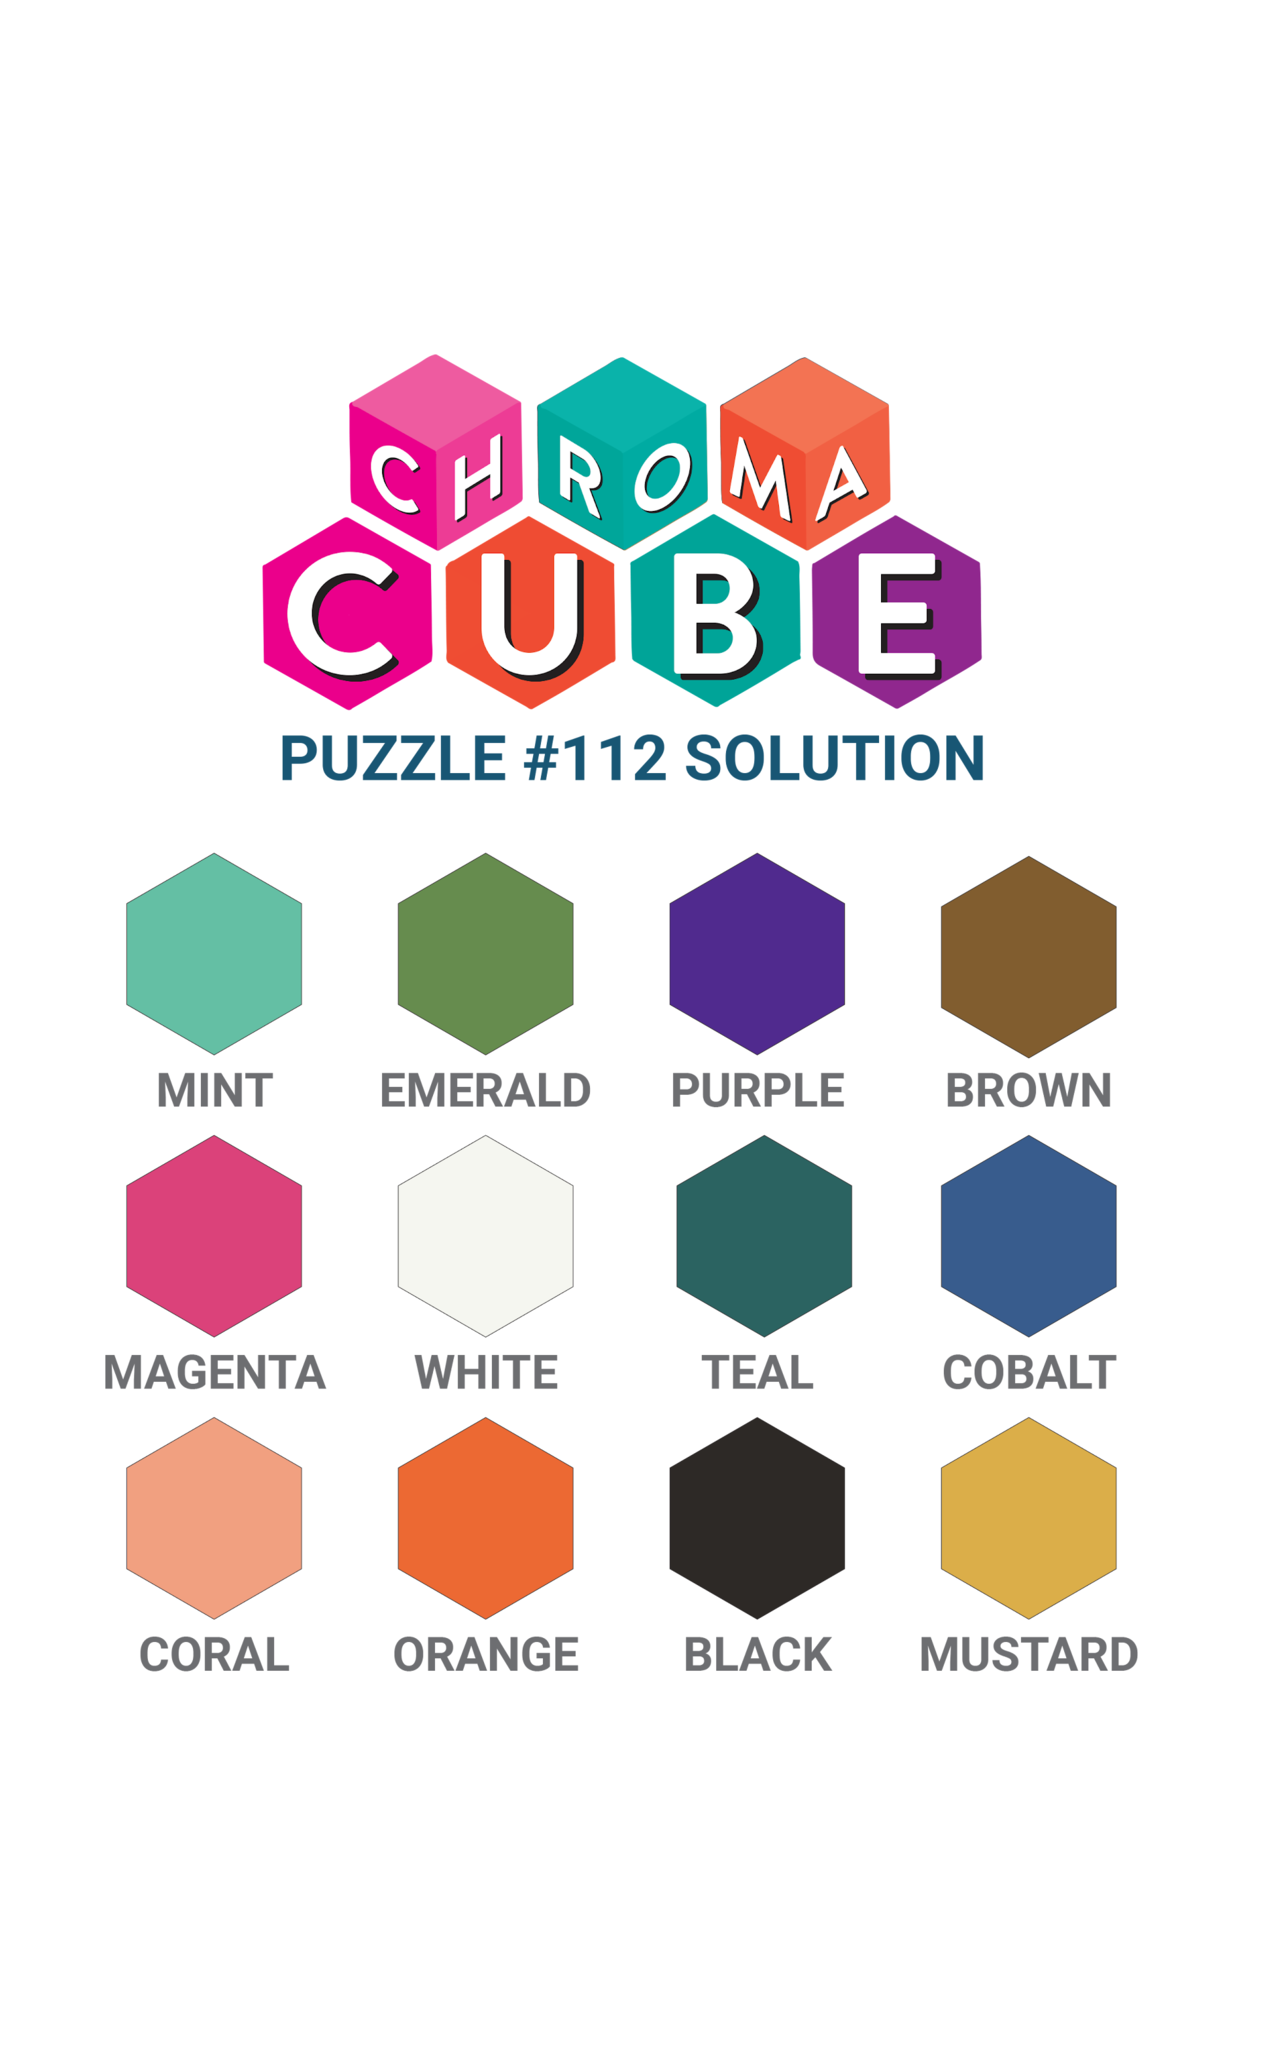 CHROMA
CUBE
PUZZLE #112 SOLUTION
MINT EMERALD PURPLE BROWN
MAGENTA WHITE TEAL COBALT
CORAL ORANGE BLACK MUSTARD